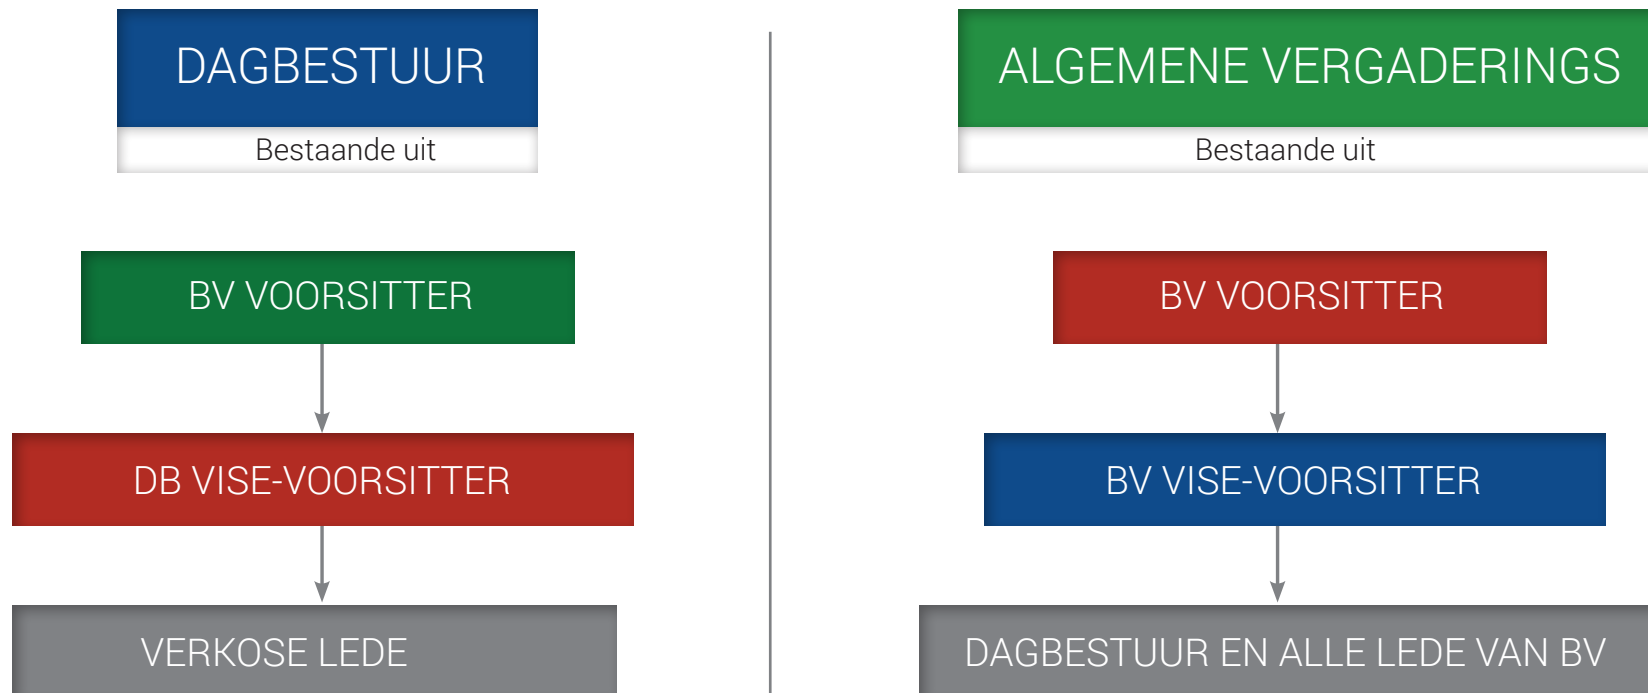 DAGBESTUUR
Bestaande uit
BV VOORSITTER
DB VISE-VOORSITTER
VERKOSE LEDE
ALGEMENE VERGADERINGS
Bestaande uit
BV VOORSITTER
BV VISE-VOORSITTER
DAGBESTUUR EN ALLE LEDE VAN BV